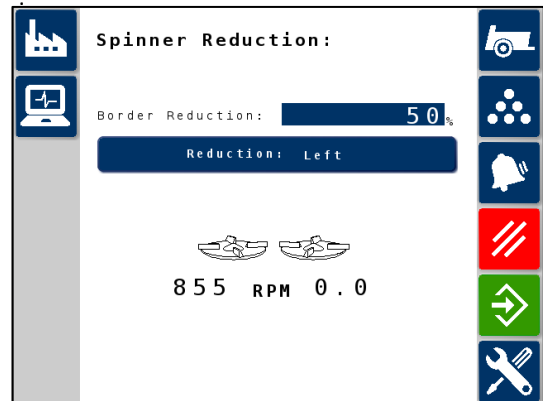 Spinner Reduction:
Border Reduction: 50%
Reduction: Left
855 RPM 0.0